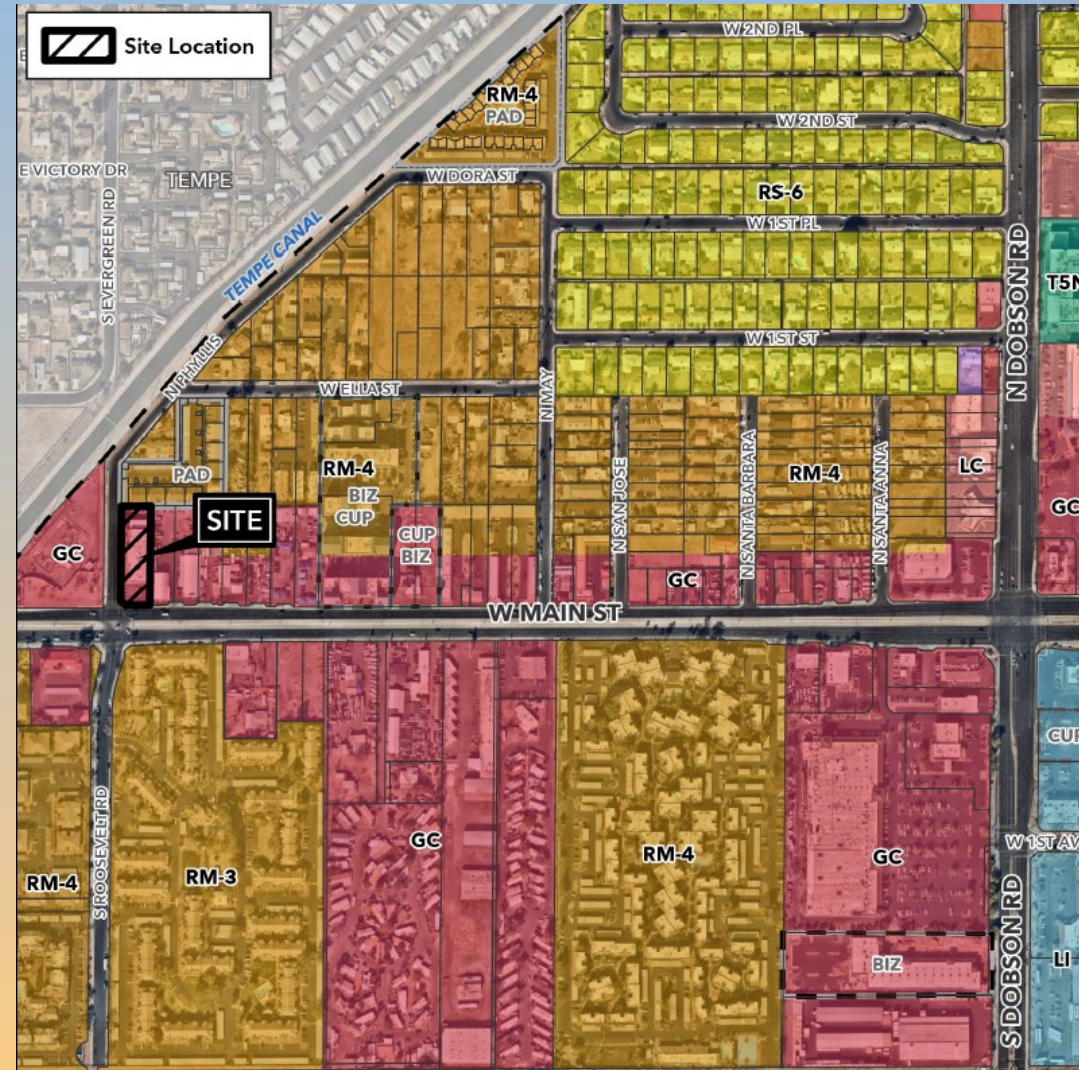 Site Location
W 2ND PL
RM-4
PAD
W 2ND ST
E VICTORY DR
TEMPE
W DORA ST
RS-6
W 1ST PL
S EVERGREEN RD
TEMPE CANAL
N DOBSON RD
T5N
W 1ST ST
N PHYLLIS
W ELLA ST
N MAY
PAD
RM-4
BIZ
CUP
N SAN JOSE
N SANTA BARBARA
RM-4
N SANTA ANNA
LC
GC
SITE
GC
CUP
BIZ
GC
W MAIN ST
CUP
S ROOSEVELT RD
RM-4
RM-3
GC
RM-4
GC
W 1ST AV
BIZ
S DOBSON RD
LI